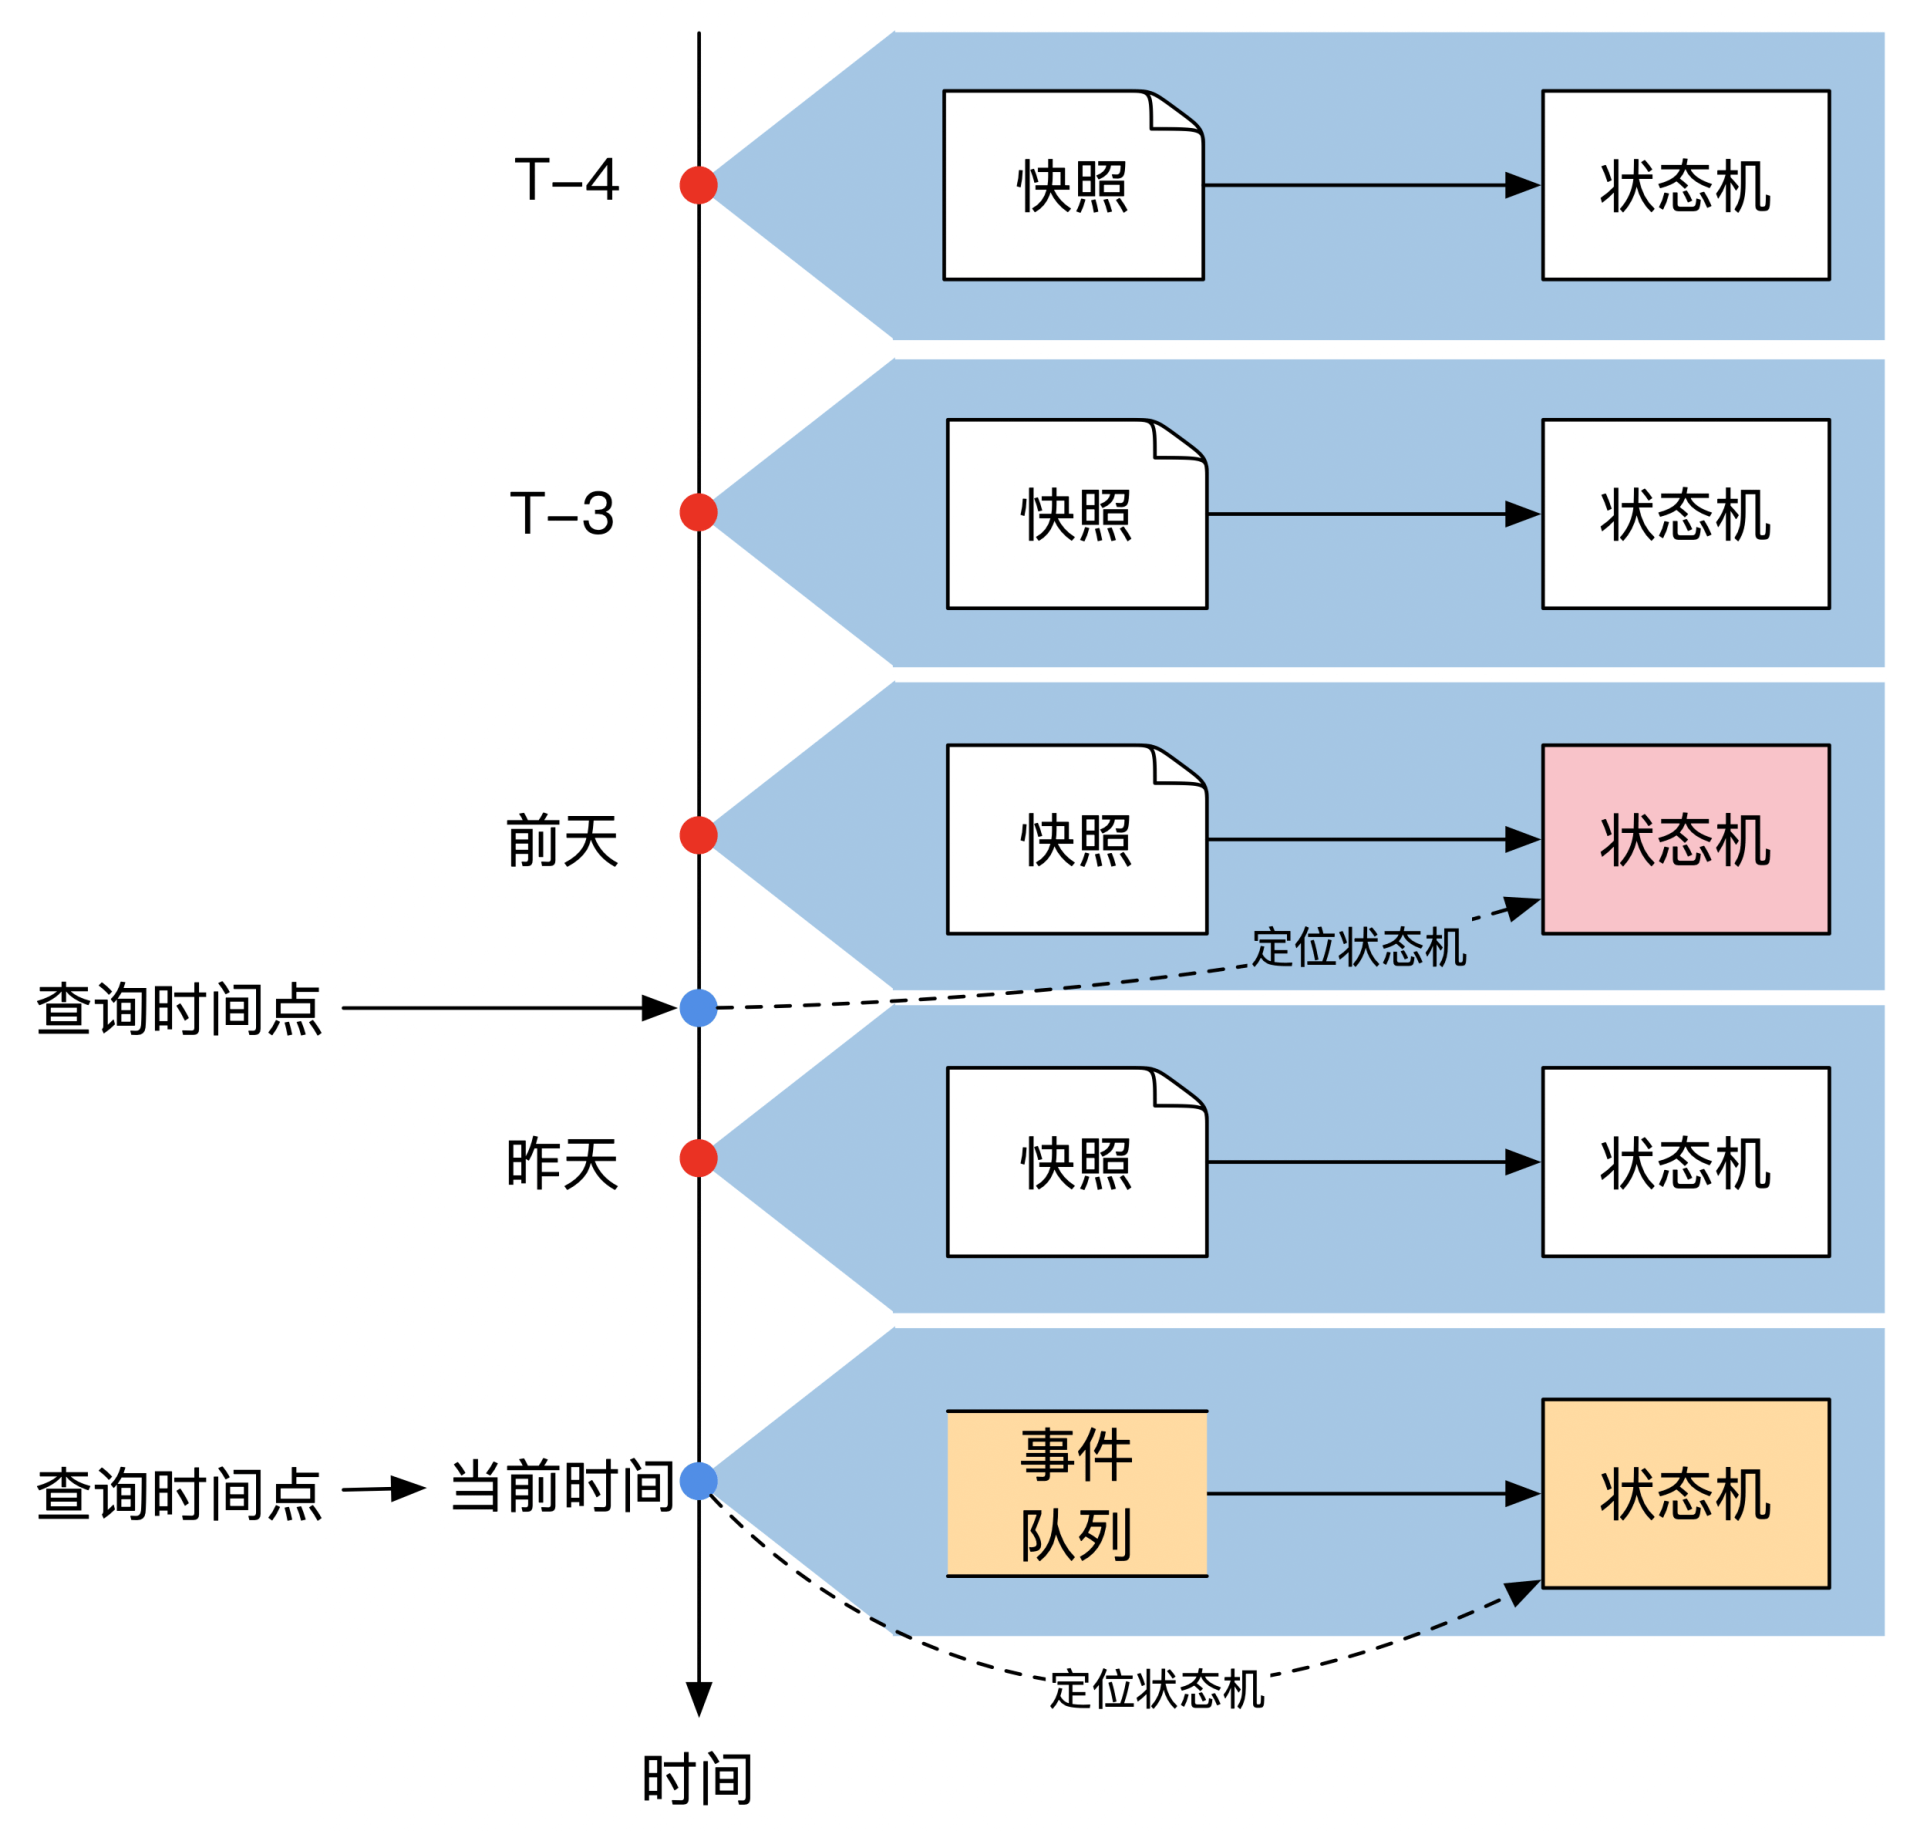 T-4
快照
状态机
T-3
快照
状态机
前天
快照
状态机
定位状态机
查询时间点
昨天
快照
状态机
查询时间点
当前时间
事件
队列
状态机
定位状态机
时间